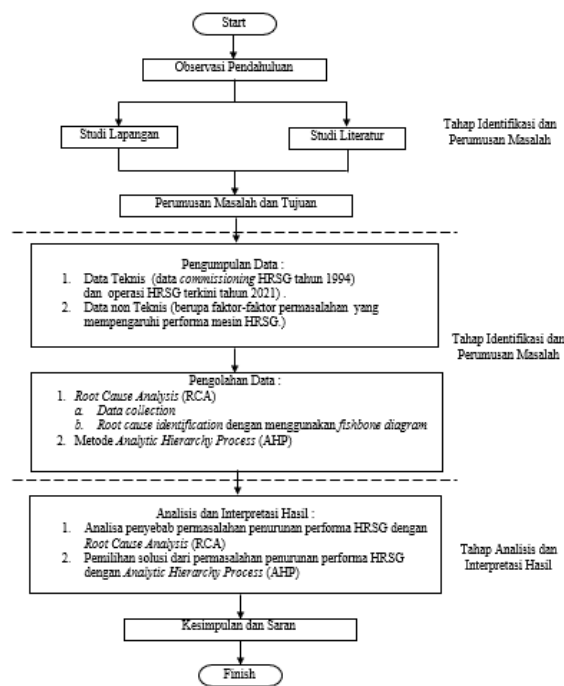 Start
Observasi Pendahuluan
Studi Lapangan
Studi Literatur
Tahap Identifikasi dan
Perumusan Masalah
Perumusan Masalah dan Tujuan
Pengumpulan Data :
1. Data Teknis (data commissioning HRSG tahun 1994)
dan operasi HRSG terkini tahun 2021) .
2. Data non Teknis (berupa faktor-faktor permasalahan yang
mempengaruhi performa mesin HRSG.)
Tahap Identifikasi dan
Perumusan Masalah
Pengolahan Data :
1. Root Cause Analysis (RCA)
a. Data collection
b. Root cause identification dengan menggunakan fishbone diagram
2. Metode Analytic Hierarchy Process (AHP)
Analisis dan Interpretasi Hasil :
1. Analisa penyebab permasalahan penurunan performa HRSG dengan
Root Cause Analysis (RCA)
2. Pemilihan solusi dari permasalahan penurunan performa HRSG
dengan Analytic Hierarchy Process (AHP)
Tahap Analisis dan
Interpretasi Hasil
Kesimpulan dan Saran
Finish